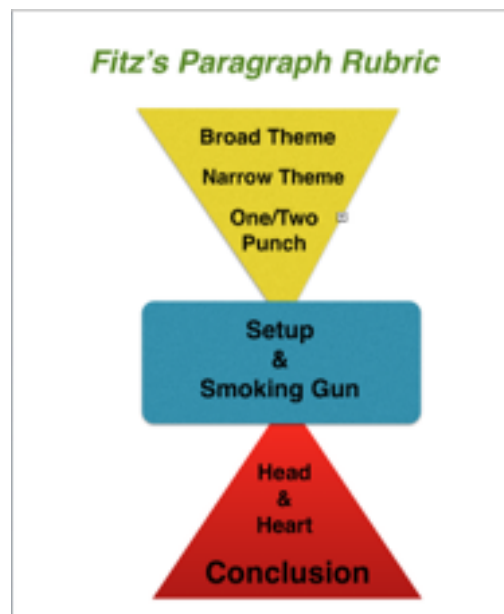 Fitz's Paragraph Rubric
Broad Theme
Narrow Theme
One/Two
Punch
Setup
&
Smoking Gun
Head
&
Heart
Conclusion